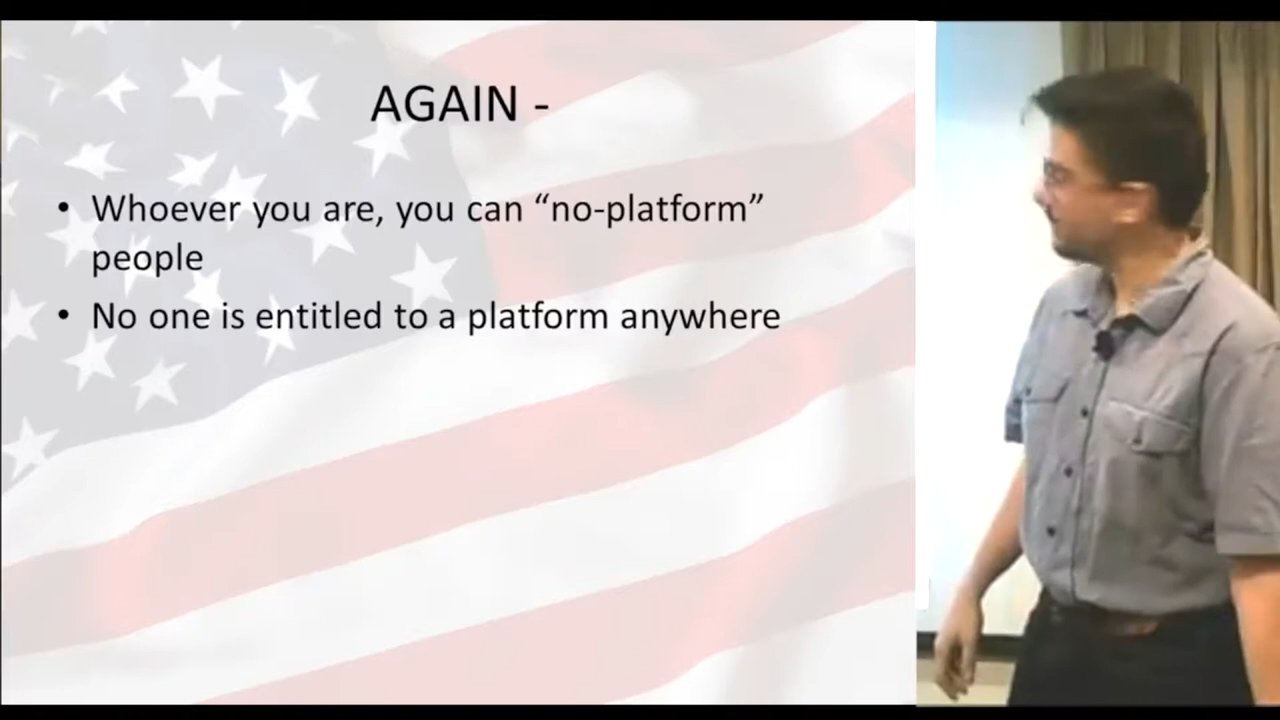 AGAIN -
• Whoever you are, you can “no-platform”
people
• No one is entitled to a platform anywhere